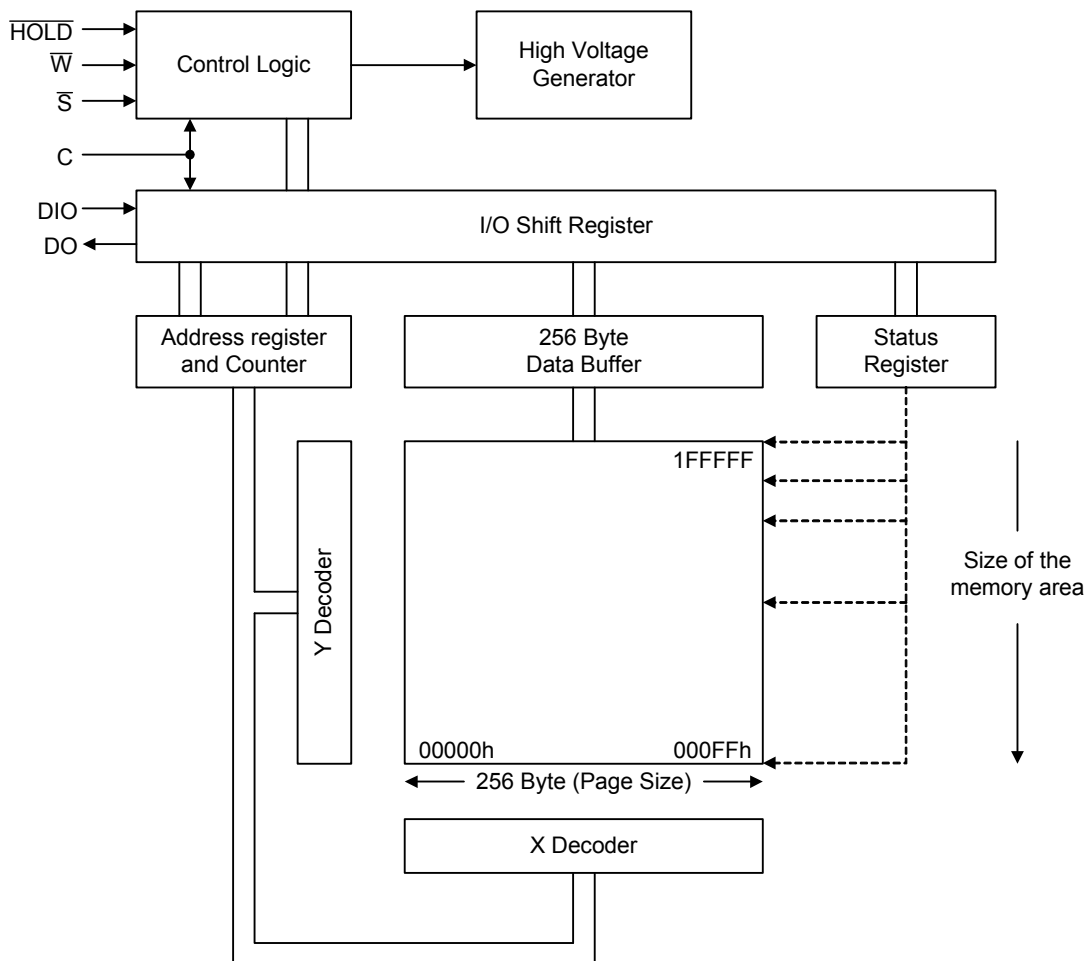 HOLD
W
S
C
DIO
DO
Control Logic
High Voltage
Generator
I/O Shift Register
Address register
and Counter
256 Byte
Data Buffer
Status
Register
Y Decoder
1FFFFF
00000h
000FFh
256 Byte (Page Size)
Size of the
memory area
X Decoder